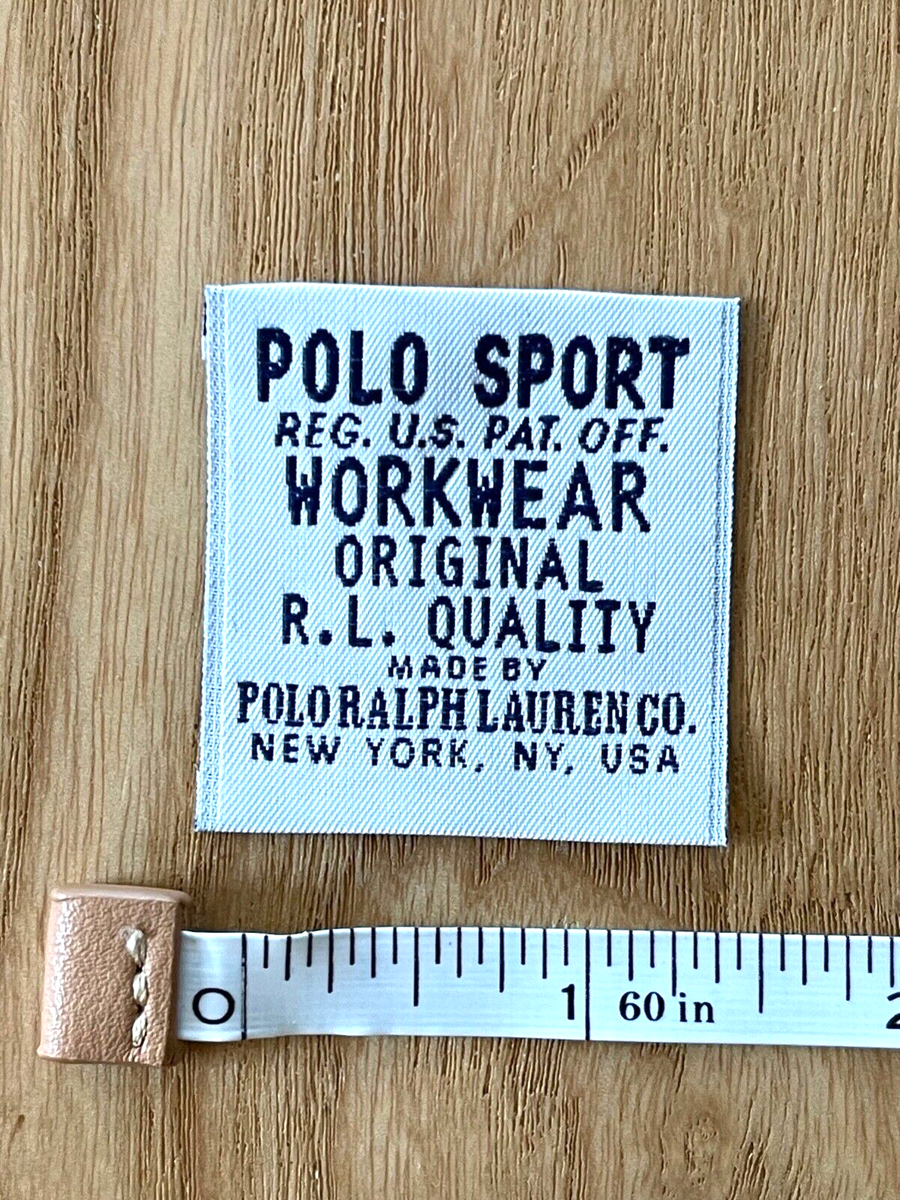 POLO SPORT
REG. U.S. PAT. OFF.
WORKWEAR
ORIGINAL
R.L. QUALITY
MADE BY
POLO RALPH LAUREN CO.
NEW YORK, NY, USA
0 1 60 in 2